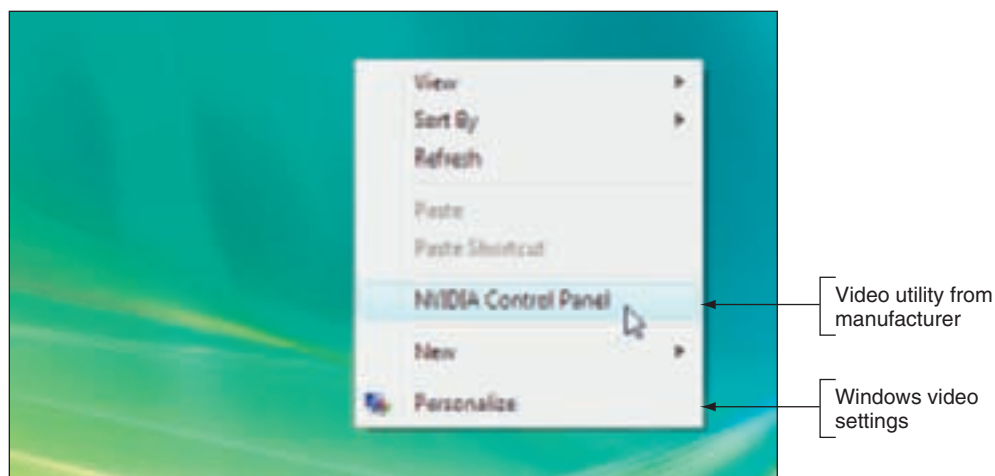 View
Sort By
Refresh
Paste
Paste Shortcut
NVIDIA Control Panel
New
Personalize
Video utility from
manufacturer
Windows video
settings